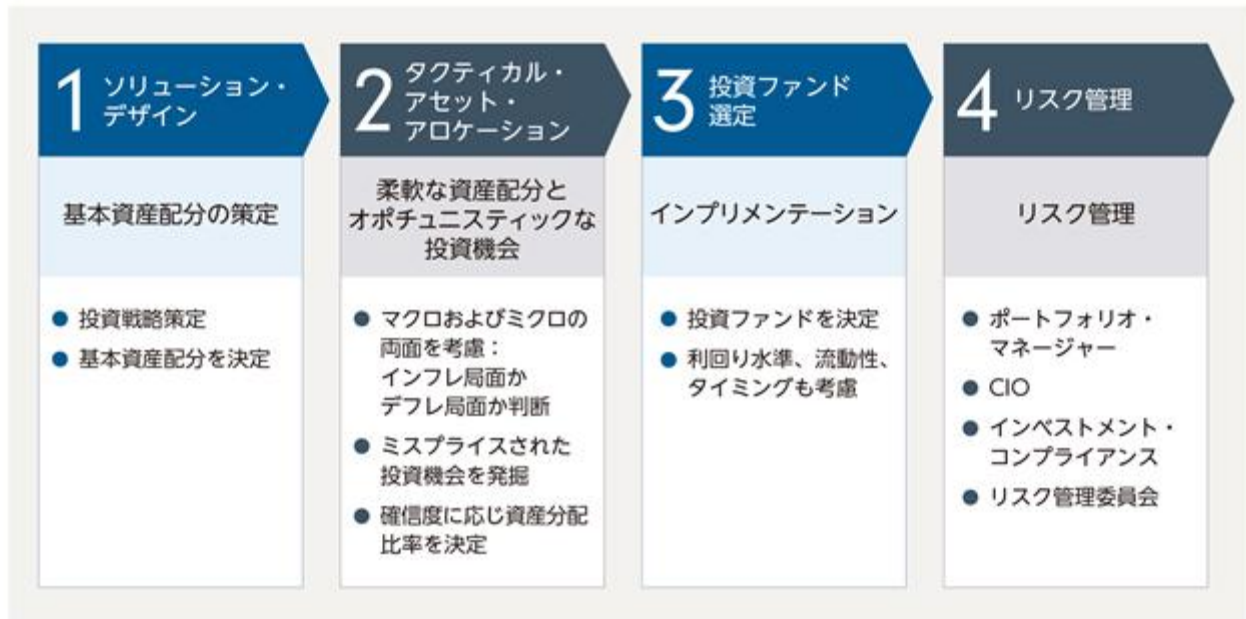 1
ソリューション・
デザイン
基本資産配分の策定
投資戦略策定
基本資産配分を決定
2
タクティカル・
アセット・
アロケーション
柔軟な資産配分と
オポチュニスティックな
投資機会
マクロおよびミクロの
両面を考慮：
インフレ局面か
デフレ局面か判断
ミスプライスされた
投資機会を発掘
確信度に応じ資産分配
比率を決定
3
投資ファンド
選定
インプリメンテーション
投資ファンドを決定
利回り水準、流動性、
タイミングも考慮
4
リスク管理
リスク管理
ポートフォリオ・
マネージャー
CIO
インベストメント・
コンプライアンス
リスク管理委員会